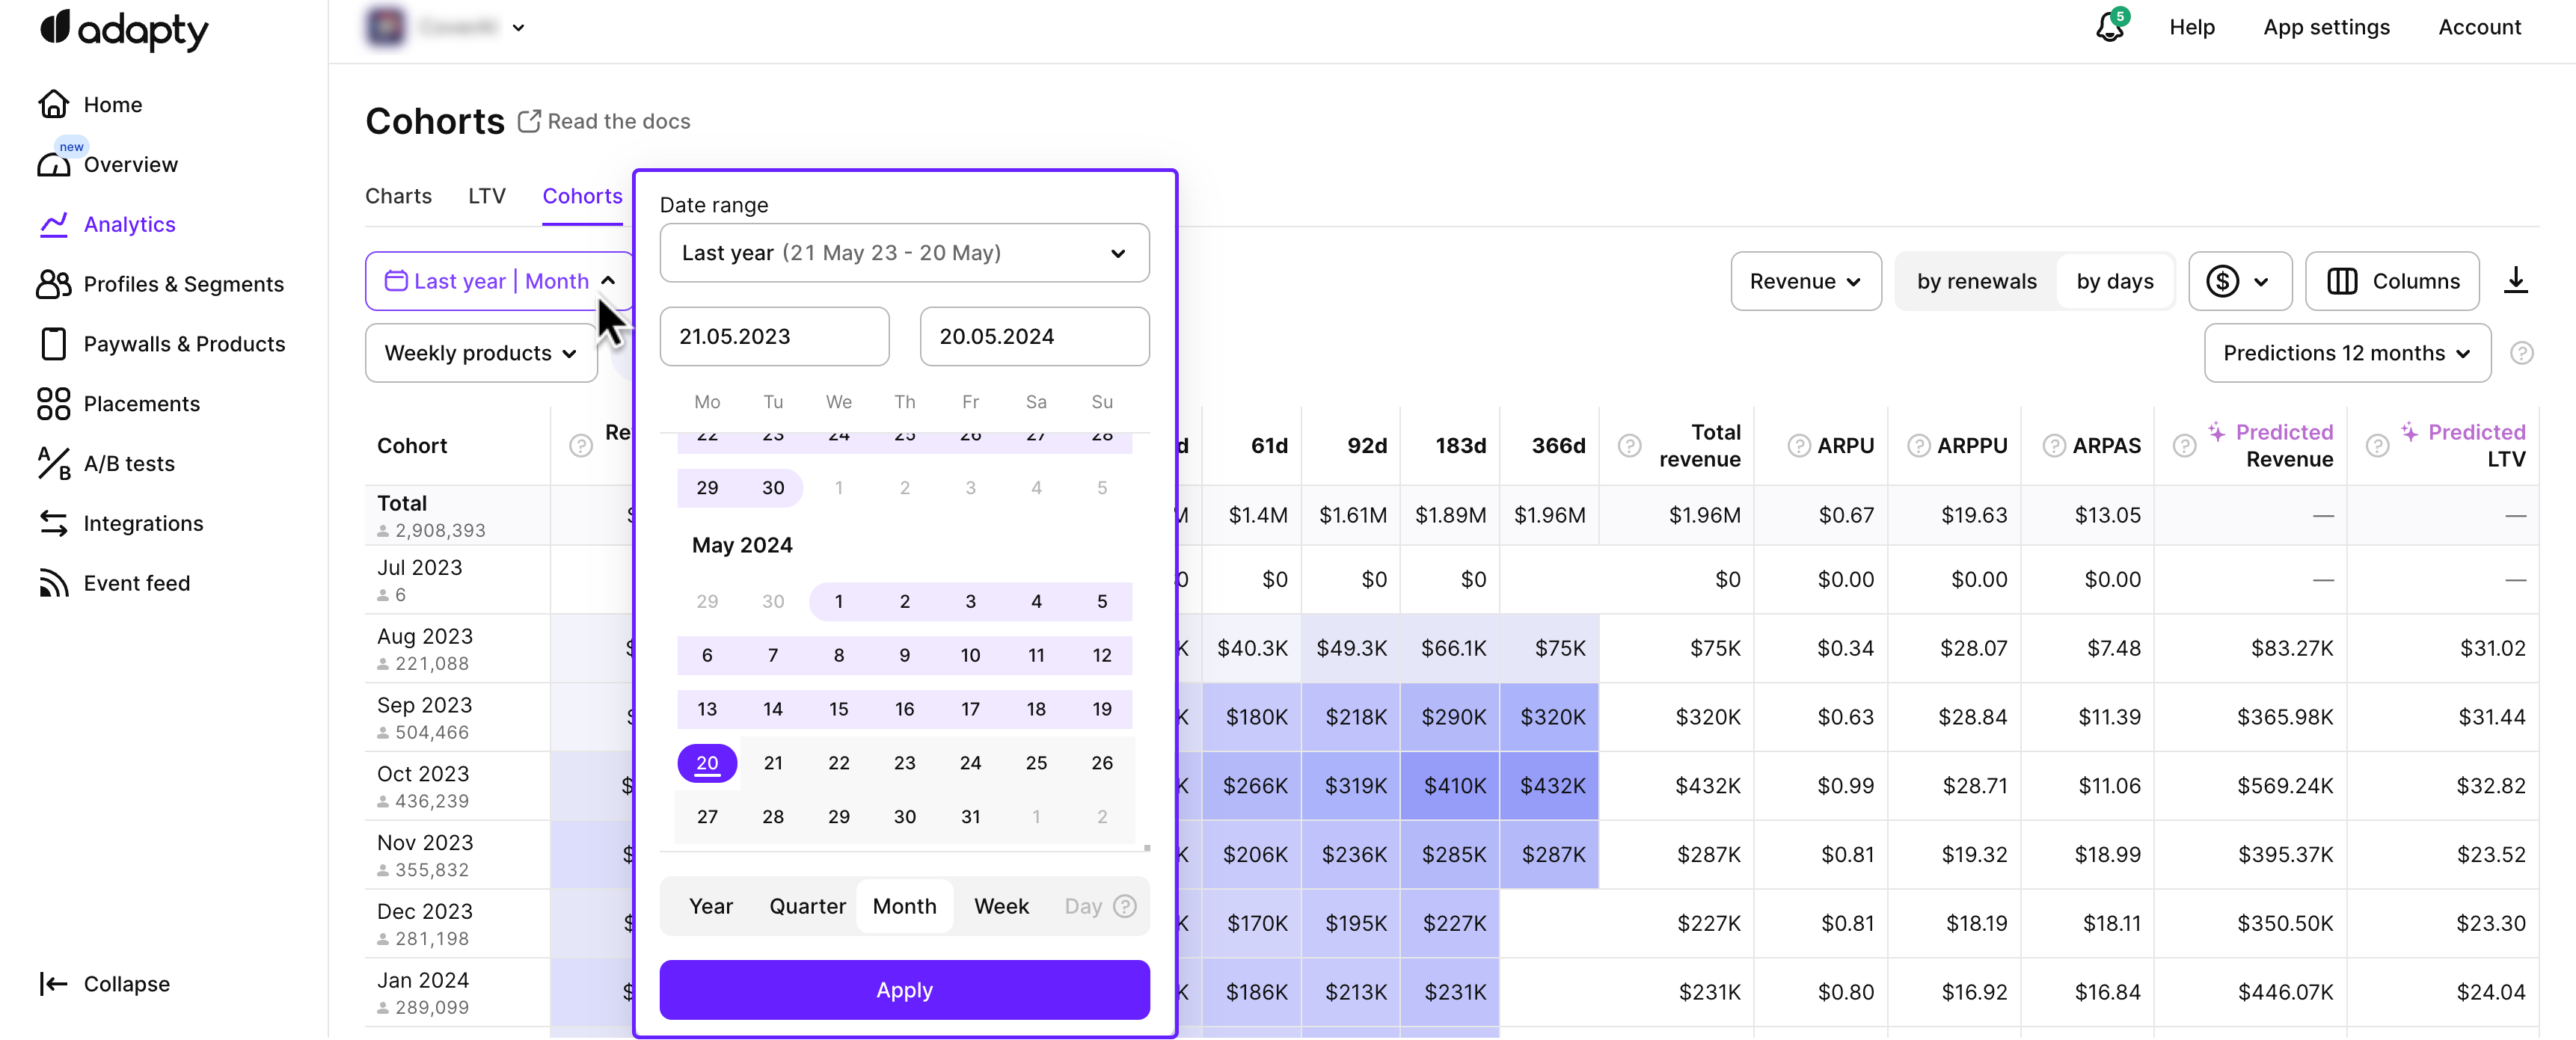 adapty
5
Help
App settings
Account
Home
new
Overview
Analytics
Profiles & Segments
Paywalls & Products
Placements
A/B
A/B tests
Integrations
Event feed
Collapse
Cohorts
Read the docs
Charts
LTV
Cohorts
Last year | Month
Weekly products
Date range
Last year (21 May 23 - 20 May)
21.05.2023
20.05.2024
Mo Tu We Th Fr Sa Su
22 23 24 25 26 27 28
29 30 1 2 3 4 5
May 2024
29 30 1 2 3 4 5
6 7 8 9 10 11 12
13 14 15 16 17 18 19
20 21 22 23 24 25 26
27 28 29 30 31 1 2
Year Quarter Month Week Day ?
Apply
Revenue
by renewals
by days
$
Columns
Predictions 12 months
?
Cohort ? Re d 61d 92d 183d 366d ? Total revenue ? ARPU ? ARPPU ? ARPAS ? Predicted Revenue ? Predicted LTV
Total $ M $1.4M $1.61M $1.89M $1.96M $1.96M $0.67 $19.63 $13.05 — —
2,908,393
Jul 2023 0 $0 $0 $0 $0 $0.00 $0.00 $0.00 — —
6
Aug 2023 $ K $40.3K $49.3K $66.1K $75K $75K $0.34 $28.07 $7.48 $83.27K $31.02
221,088
Sep 2023 $ K $180K $218K $290K $320K $320K $0.63 $28.84 $11.39 $365.98K $31.44
504,466
Oct 2023 $ K $266K $319K $410K $432K $432K $0.99 $28.71 $11.06 $569.24K $32.82
436,239
Nov 2023 $ K $206K $236K $285K $287K $287K $0.81 $19.32 $18.99 $395.37K $23.52
355,832
Dec 2023 $ K $170K $195K $227K $227K $0.81 $18.19 $18.11 $350.50K $23.30
281,198
Jan 2024 $ K $186K $213K $231K $231K $0.80 $16.92 $16.84 $446.07K $24.04
289,099